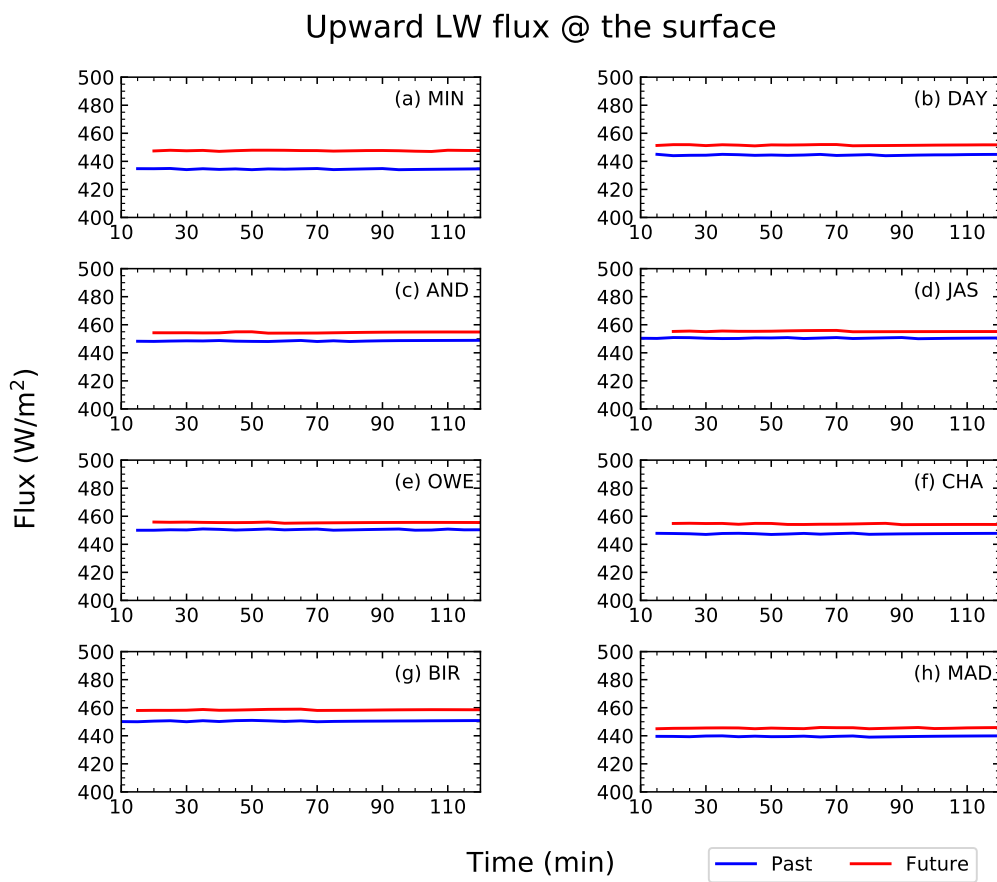 Upward LW flux @ the surface
Flux (W/m²)
(a) MIN
500
480
460
440
420
400
10 30 50 70 90 110
(b) DAY
500
480
460
440
420
400
10 30 50 70 90 110
(c) AND
500
480
460
440
420
400
10 30 50 70 90 110
(d) JAS
500
480
460
440
420
400
10 30 50 70 90 110
(e) OWE
500
480
460
440
420
400
10 30 50 70 90 110
(f) CHA
500
480
460
440
420
400
10 30 50 70 90 110
(g) BIR
500
480
460
440
420
400
10 30 50 70 90 110
(h) MAD
500
480
460
440
420
400
10 30 50 70 90 110
Time (min)
Past Future